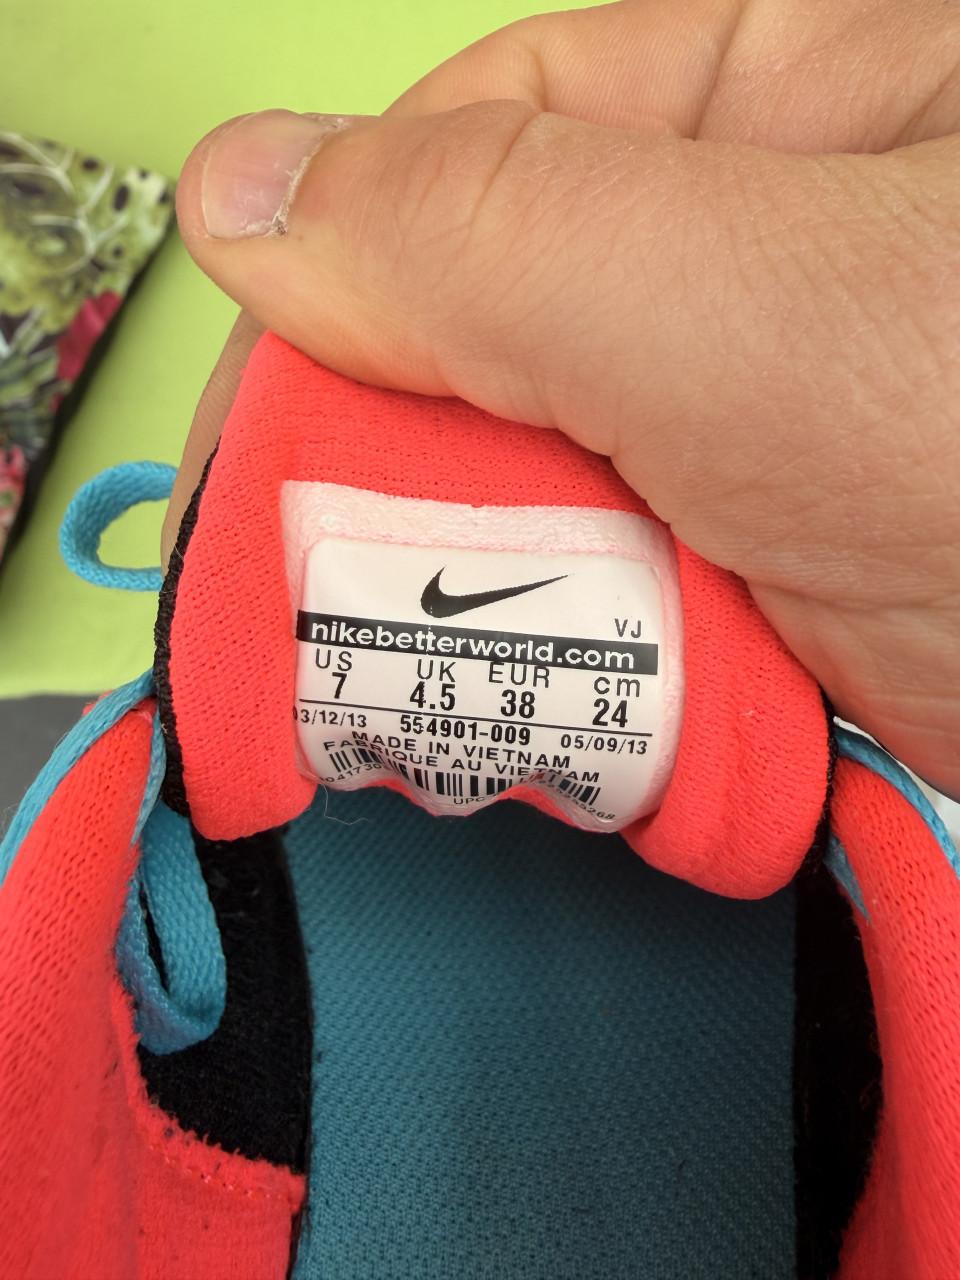 VJ
nikebetterworld.com
US UK EUR cm
7 4.5 38 24
03/12/13 554901-009 05/09/13
MADE IN VIETNAM
FABRIQUE AU VIETNAM
UPC